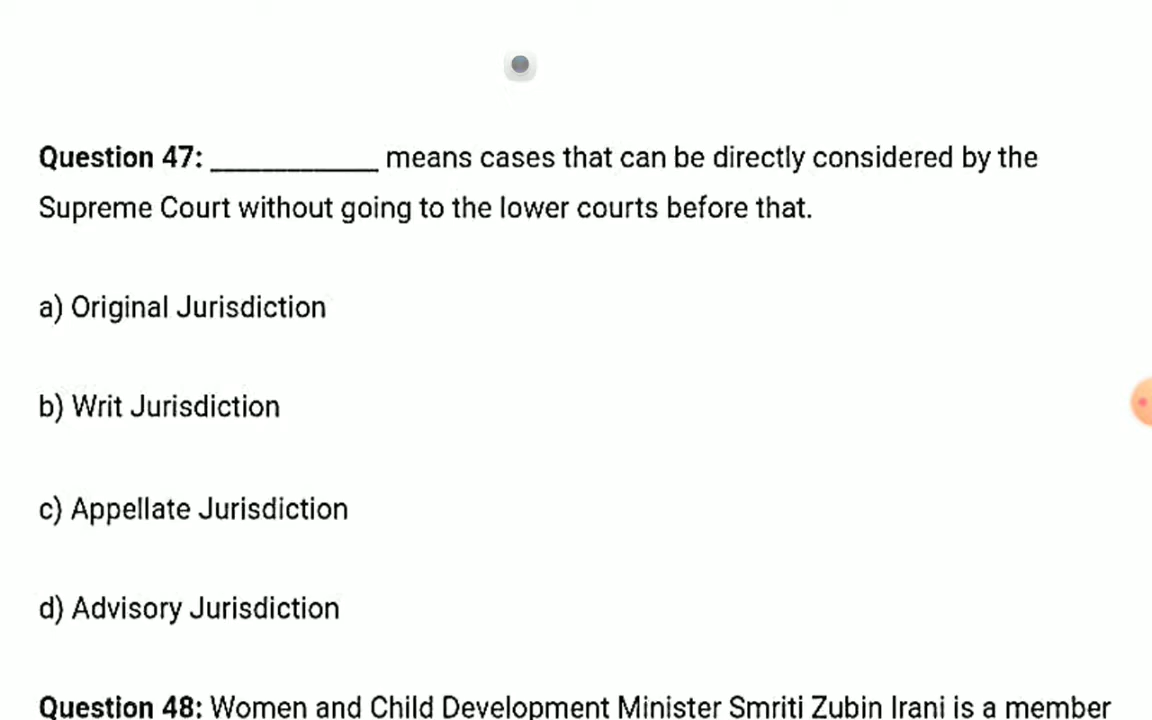 Question 47: ____________ means cases that can be directly considered by the
Supreme Court without going to the lower courts before that.
a) Original Jurisdiction
b) Writ Jurisdiction
c) Appellate Jurisdiction
d) Advisory Jurisdiction
Question 48: Women and Child Development Minister Smriti Zubin Irani is a member